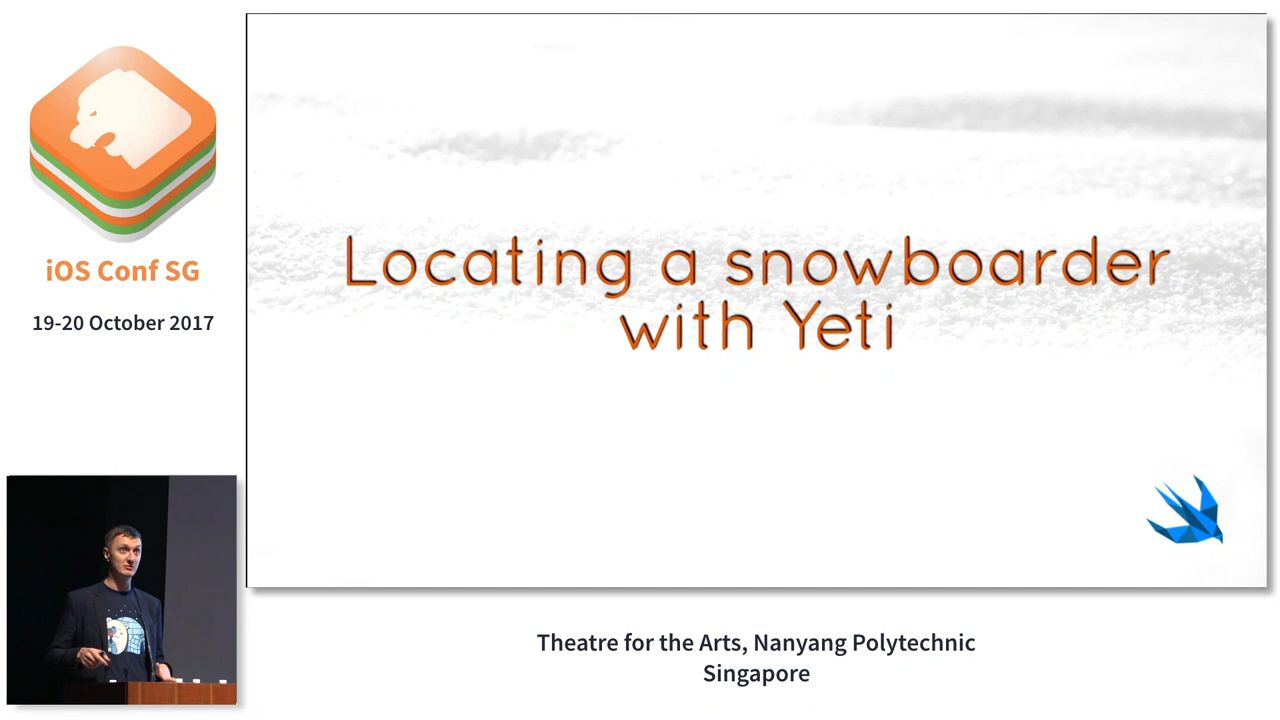 iOS Conf SG
19-20 October 2017
Locating a snowboarder
with Yeti
Theatre for the Arts, Nanyang Polytechnic
Singapore